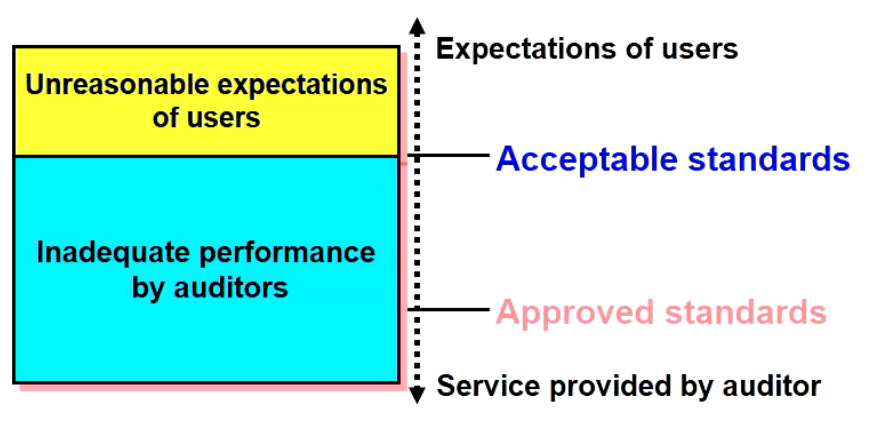 Expectations of users
Unreasonable expectations
of users
Acceptable standards
Inadequate performance
by auditors
Approved standards
Service provided by auditor